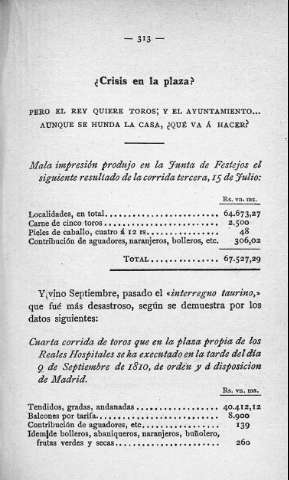 — 313 —
¿Crisis en la plaza?
PERO EL REY QUIERE TOROS; Y EL AYUNTAMIENTO...
AUNQUE SE HUNDA LA CASA, ¿QUÉ VA Á HACER?
Mala impresión produjo en la Junta de Festejos el
siguiente resultado de la corrida tercera, 15 de Julio:
Rs. vn. mr.
Localidades, en total........................ 64.673,27
Carne de cinco toros........................ 2.500
Pieles de caballo, cuatro á 12 rs............... 48
Contribución de aguadores, naranjeros, bolleros, etc. 306,02
TOTAL................ 67.527,29
Y vino Septiembre, pasado el «interregno taurino,»
que fué más desastroso, según se demuestra por los
datos siguientes:
Cuarta corrida de toros que en la plaza propia de los
Reales Hospitales se ha executado en la tarde del día
9 de Septiembre de 1810, de orden y á disposicion
de Madrid.
Rs. vn. mn.
Tendidos, gradas, andanadas.................. 40.412,12
Balcones por tarifa........................ 8.900
Contribución de aguadores, etc................. 139
Idem de bolleros, abaniqueros, naranjeros, buñolero,
frutas verdes y secas........................ 260